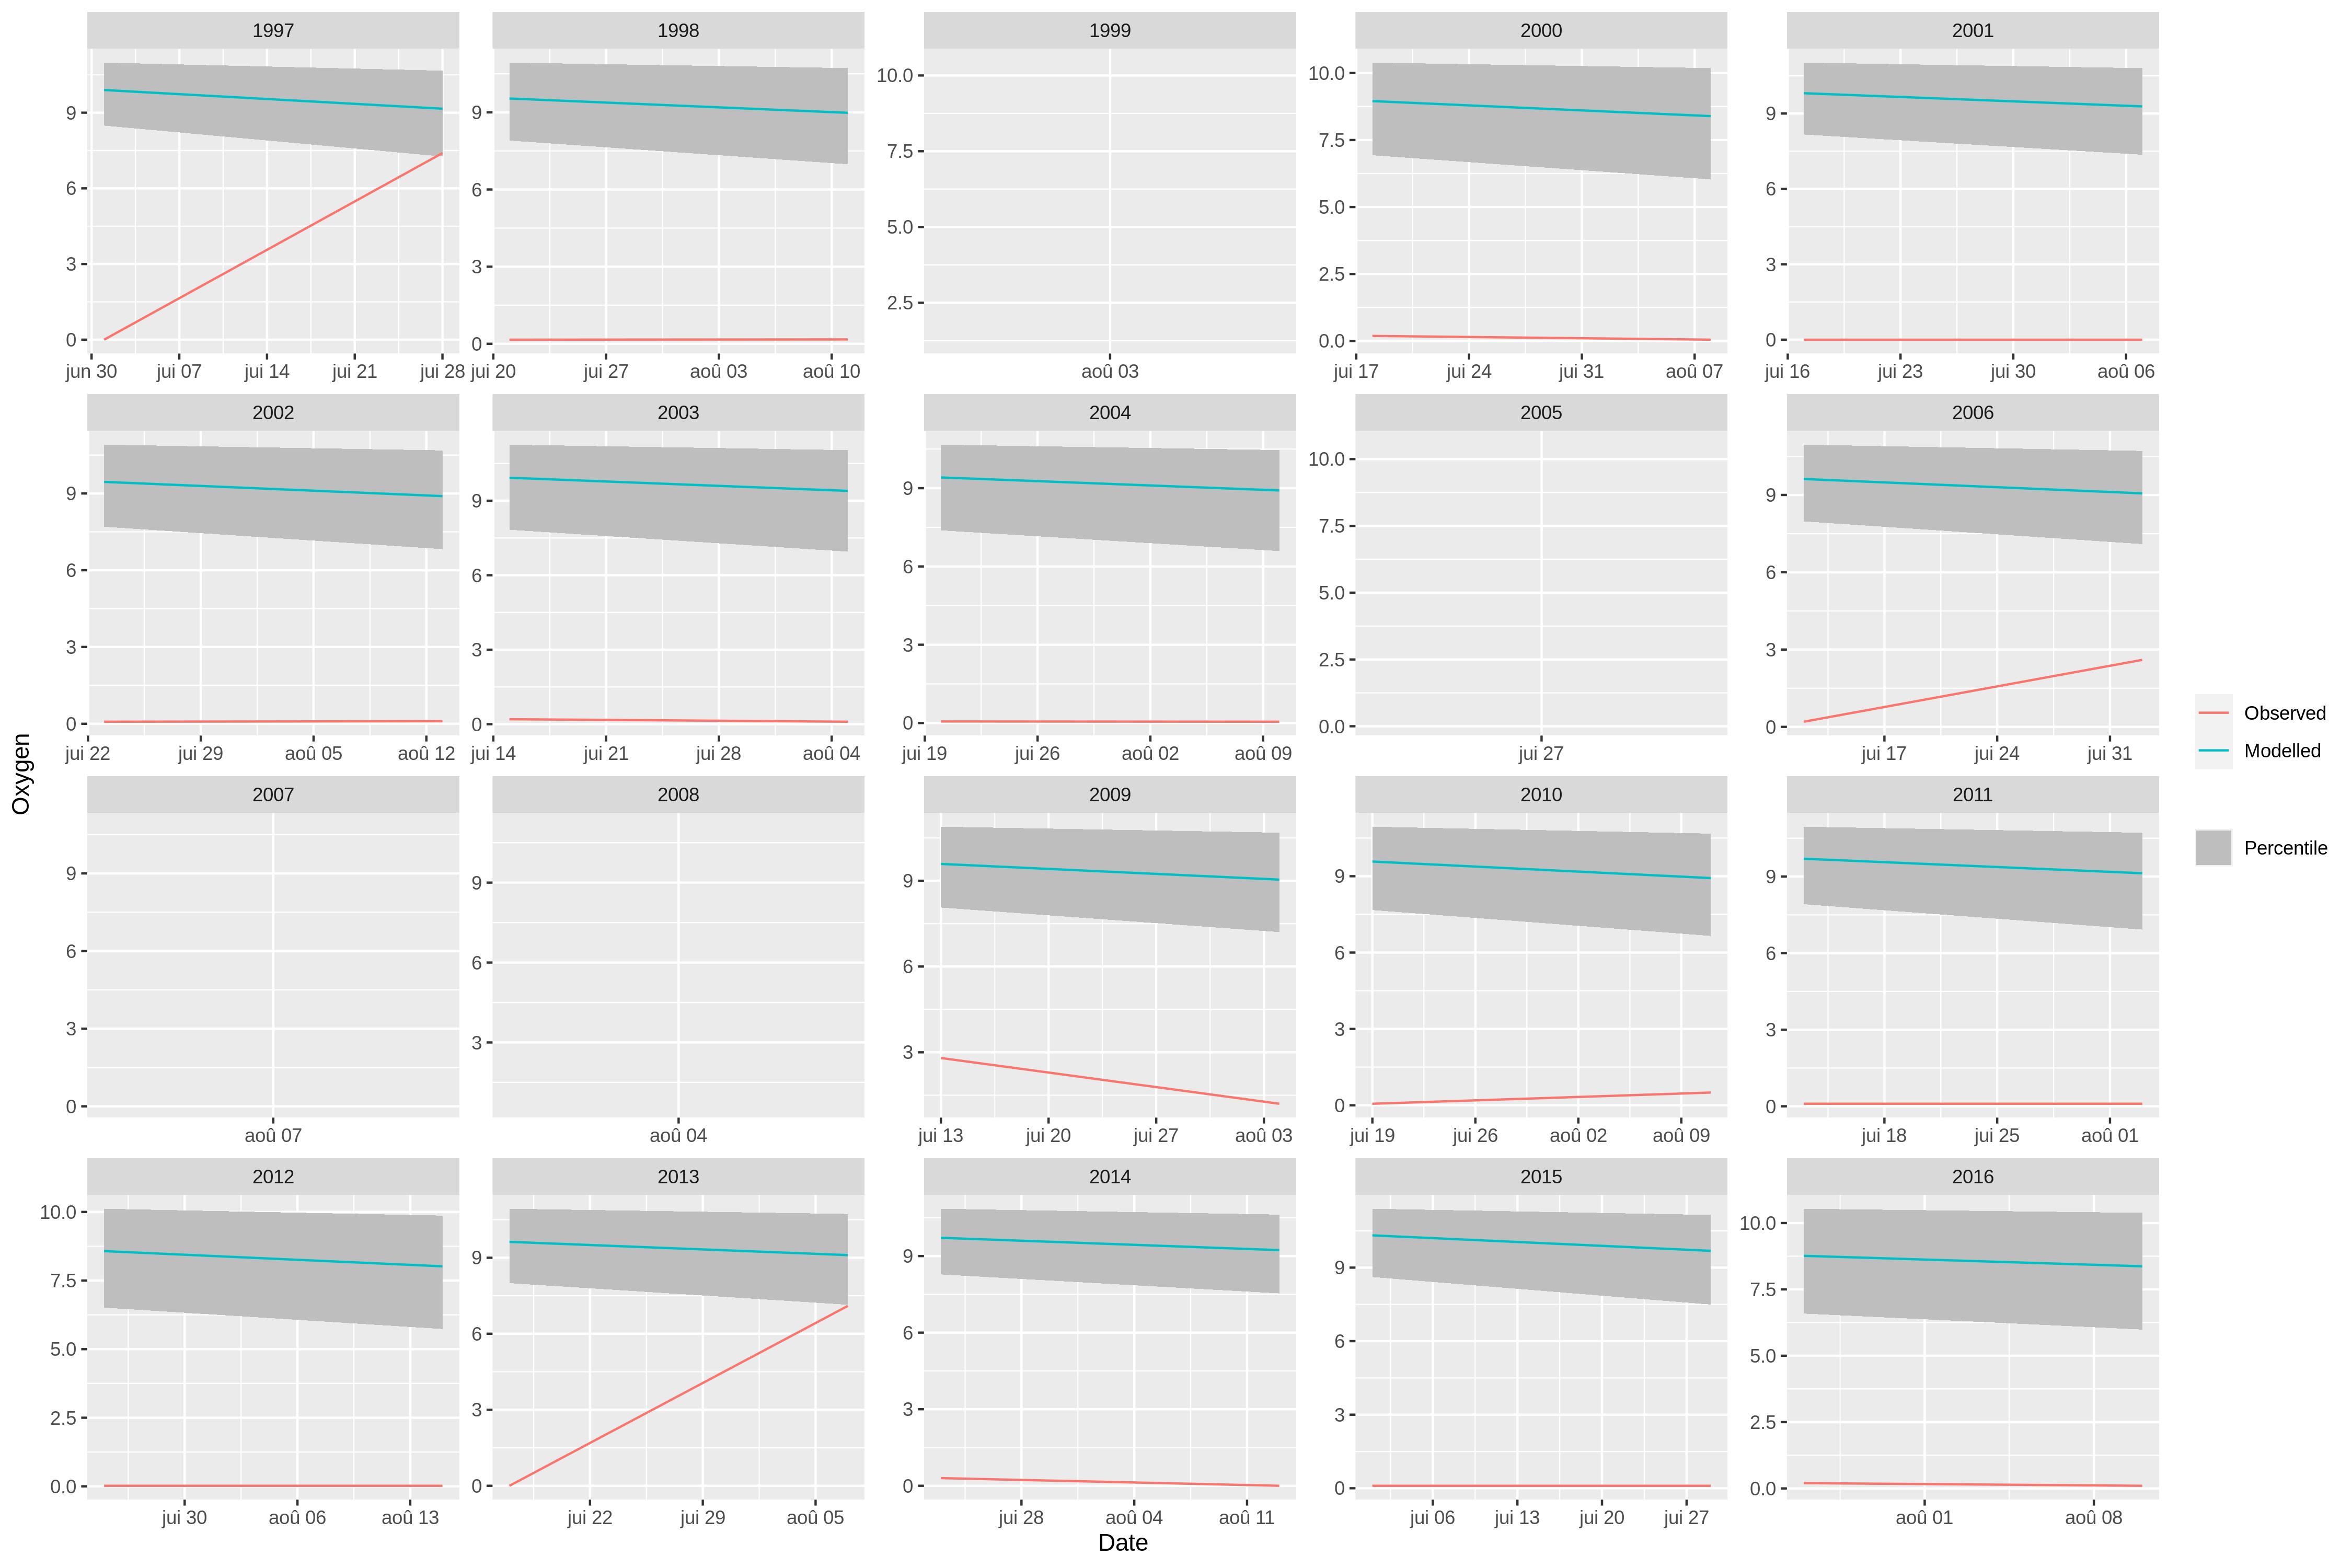 1997 1998 1999 2000 2001
9 6 3 0
9 6 3 0
10.0 7.5 5.0 2.5
10.0 7.5 5.0 2.5 0.0
9 6 3 0
jun 30 jui 07 jui 14 jui 21 jui 28
jui 20 jui 27 aoû 03 aoû 10
aoû 03
jui 17 jui 24 jui 31 aoû 07
jui 16 jui 23 jui 30 aoû 06
2002 2003 2004 2005 2006
9 6 3 0
9 6 3 0
9 6 3 0
10.0 7.5 5.0 2.5 0.0
9 6 3 0
jui 22 jui 29 aoû 05 aoû 12
jui 14 jui 21 jui 28 aoû 04
jui 19 jui 26 aoû 02 aoû 09
jui 27
jui 17 jui 24 jui 31
2007 2008 2009 2010 2011
9 6 3 0
9 6 3
9 6 3
9 6 3 0
9 6 3 0
aoû 07
aoû 04
jui 13 jui 20 jui 27 aoû 03
jui 19 jui 26 aoû 02 aoû 09
jui 18 jui 25 aoû 01
2012 2013 2014 2015 2016
10.0 7.5 5.0 2.5 0.0
9 6 3 0
9 6 3 0
9 6 3 0
10.0 7.5 5.0 2.5 0.0
jui 30 aoû 06 aoû 13
jui 22 jui 29 aoû 05
jui 28 aoû 04 aoû 11
jui 06 jui 13 jui 20 jui 27
aoû 01 aoû 08
Oxygen
Date
Observed
Modelled
Percentile